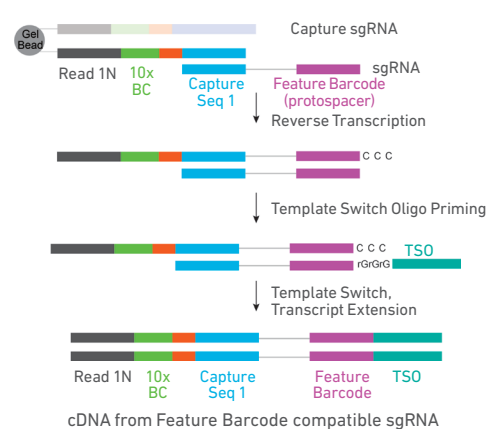 Gel
Bead
Capture sgRNA
Read 1N
10x
BC
Capture
Seq 1
Feature Barcode
(protospacer)
sgRNA
Reverse Transcription
C C C
Template Switch Oligo Priming
C C C
TSO
rGrGrG
Template Switch,
Transcript Extension
Read 1N
10x
BC
Capture
Seq 1
Feature
Barcode
TSO
cDNA from Feature Barcode compatible sgRNA